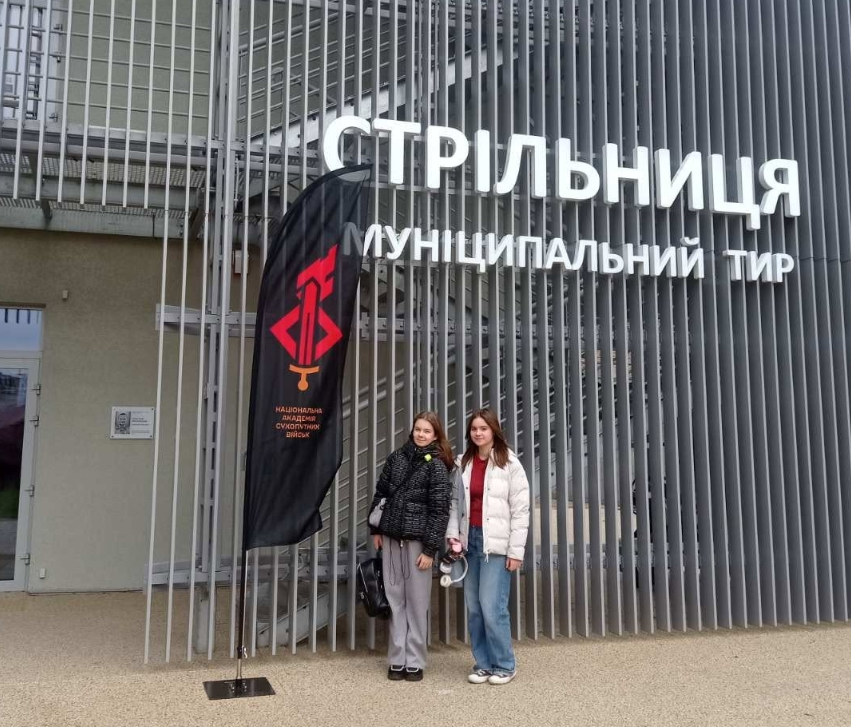 СТРІЛЬНИЦЯ
МУНІЦИПАЛЬНИЙ ТИР
НАЦІОНАЛЬНА
АКАДЕМІЯ
СУХОПУТНИХ
ВІЙСЬК